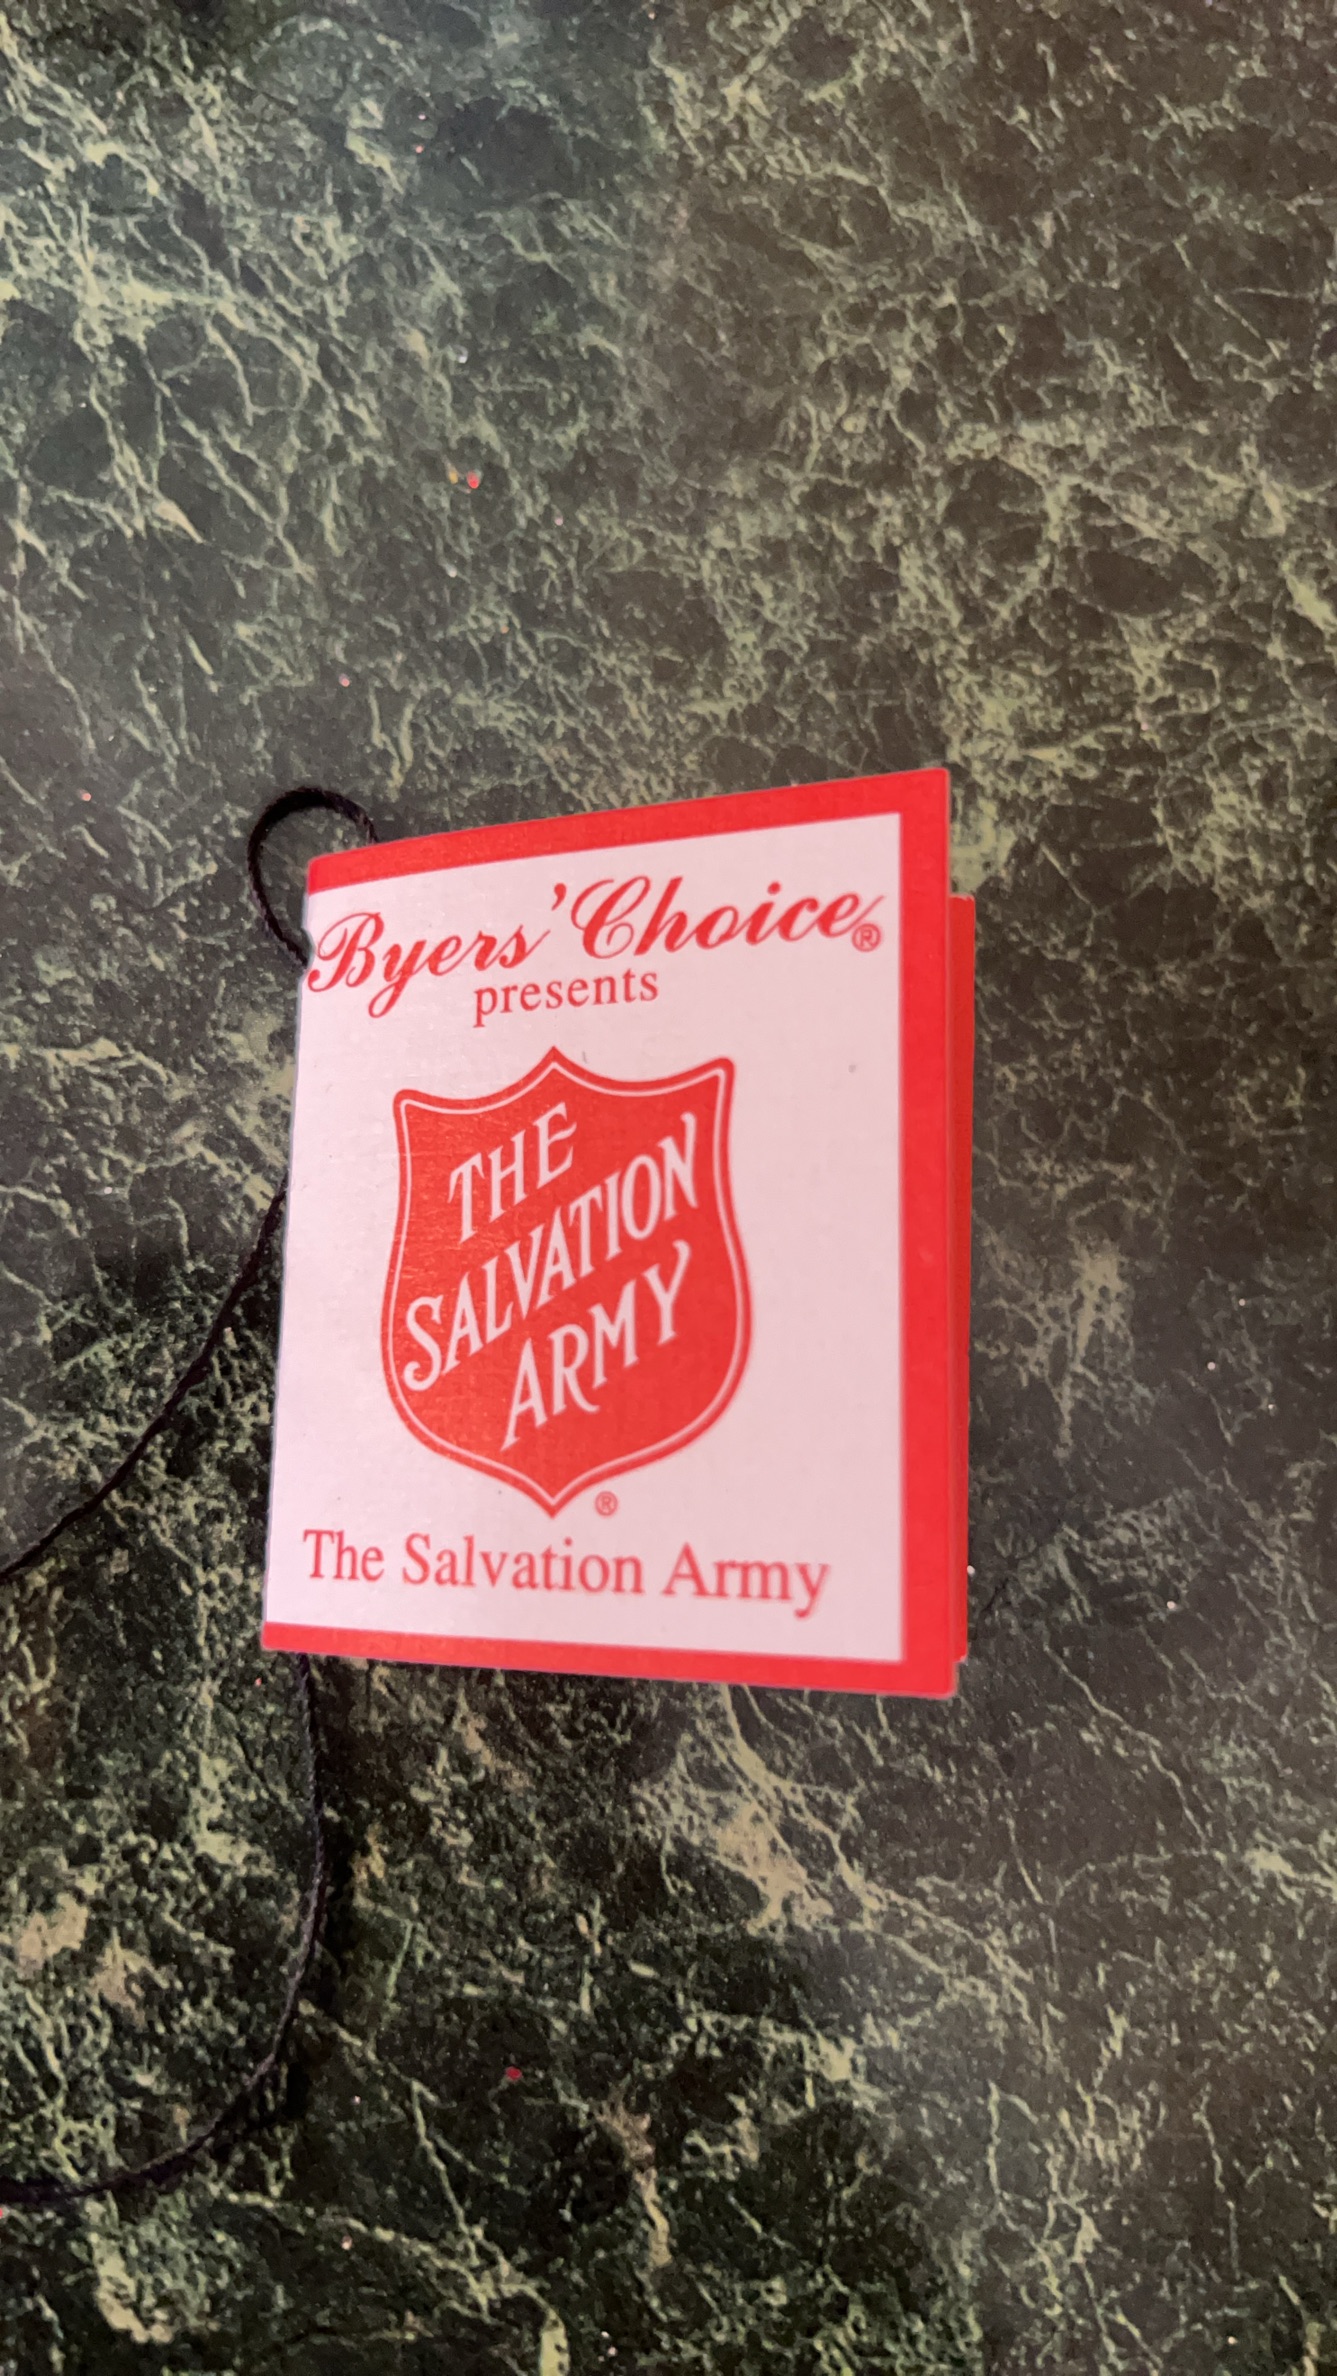 Byers' Choice®
presents
THE
SALVATION
ARMY
®
The Salvation Army